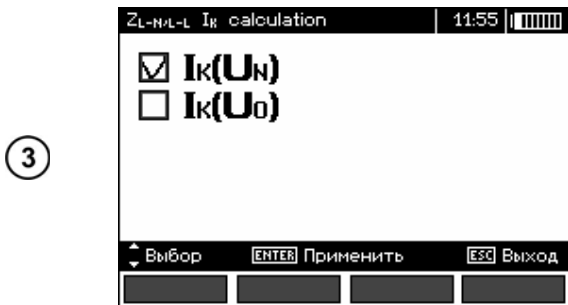 ZL-N/L-L IK calculation 11:55
IK(UN)
IK(U0)
3
Выбор ENTER Применить ESC Выход